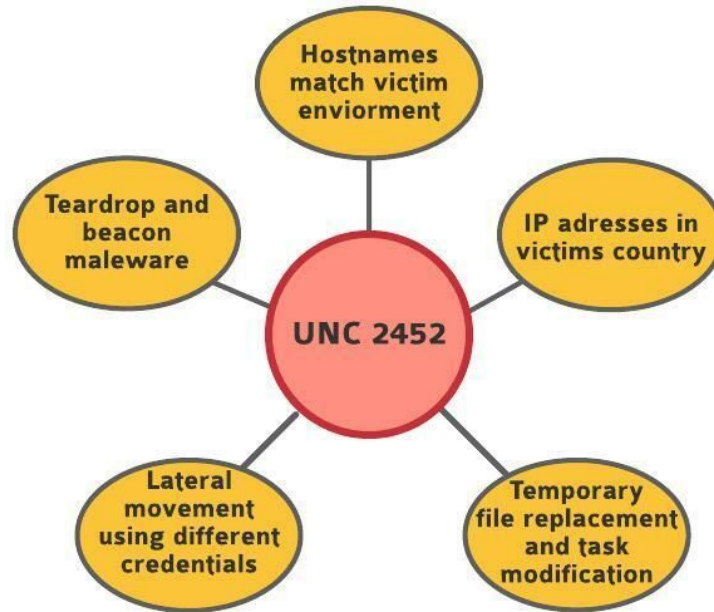 Hostnames
match victim
enviorment
Teardrop and
beacon
maleware
IP adresses in
victims country
UNC 2452
Lateral
movement
using different
credentials
Temporary
file replacement
and task
modification